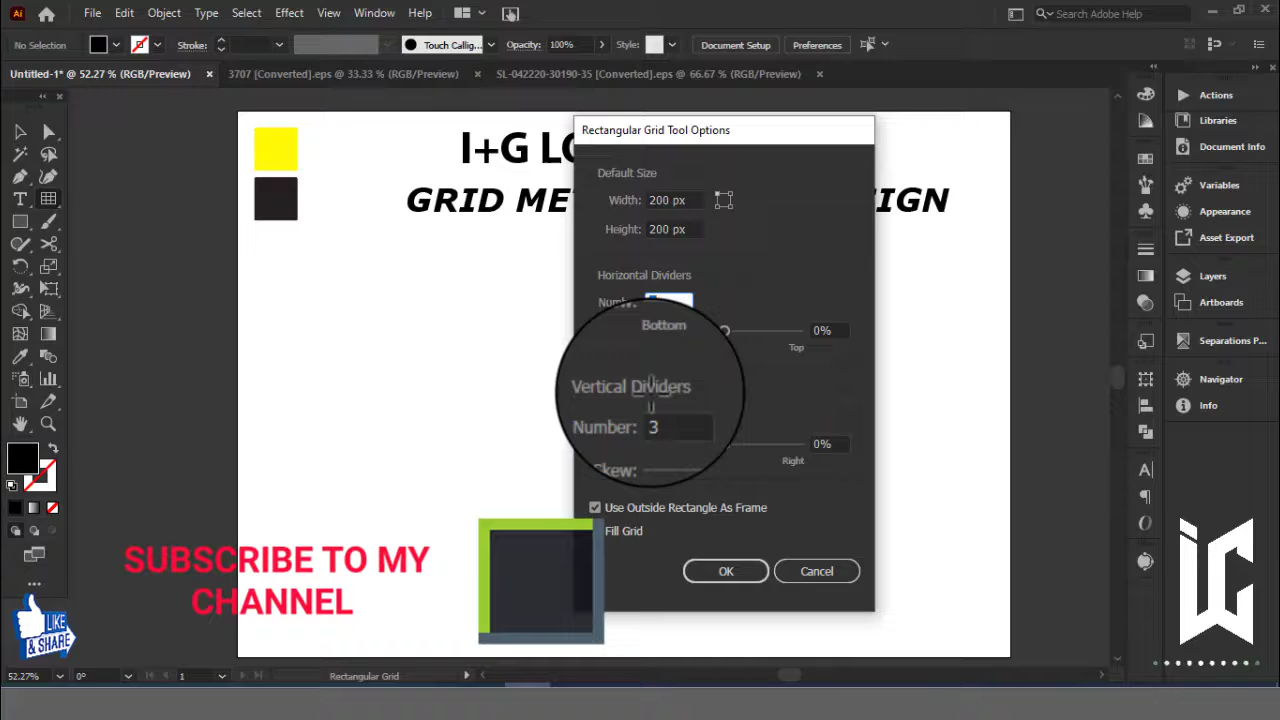 Ai File Edit Object Type Select Effect View Window Help Search Adobe Help
No Selection Stroke: Touch Callig... Opacity: 100% Style: Document Setup Preferences
Untitled-1* @ 52.27 % (RGB/Preview) × 3707 [Converted].eps @ 33.33 % (RGB/Preview) × SL-042220-30190-35 [Converted].eps @ 66.67 % (RGB/Preview) ×
I+G LO
GRID ME IGN
Rectangular Grid Tool Options
Default Size
Width: 200 px
Height: 200 px
Horizontal Dividers
Bottom
0%
Top
Vertical Dividers
Number: 3
Skew:
0%
Right
Use Outside Rectangle As Frame
Fill Grid
OK Cancel
Actions
Libraries
Document Info
Variables
Appearance
Asset Export
Layers
Artboards
Separations P...
Navigator
Info
SUBSCRIBE TO MY
CHANNEL
LIKE
& SHARE
52.27% 0° 1 Rectangular Grid